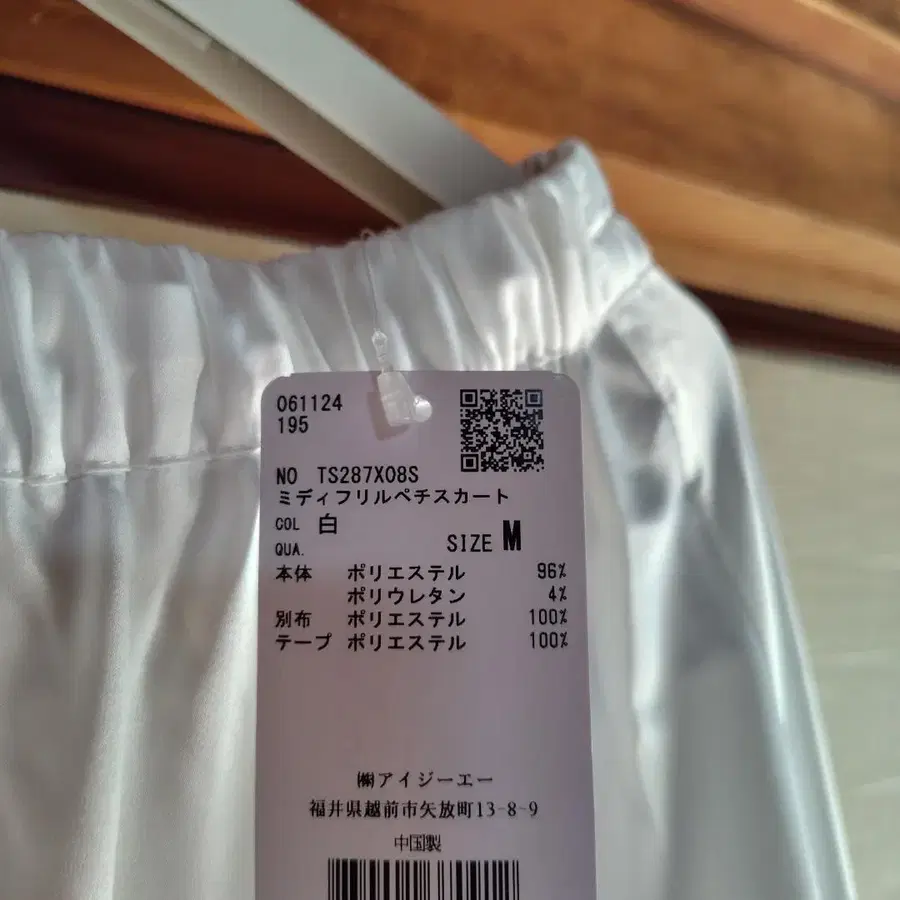 061124
195
NO TS287X08S
ミディフリルペチスカート
COL 白
QUA. SIZE M
本体 ポリエステル 96%
ポリウレタン 4%
別布 ポリエステル 100%
テープ ポリエステル 100%
㈱アイジーエー
福井県越前市矢放町13-8-9
中国製